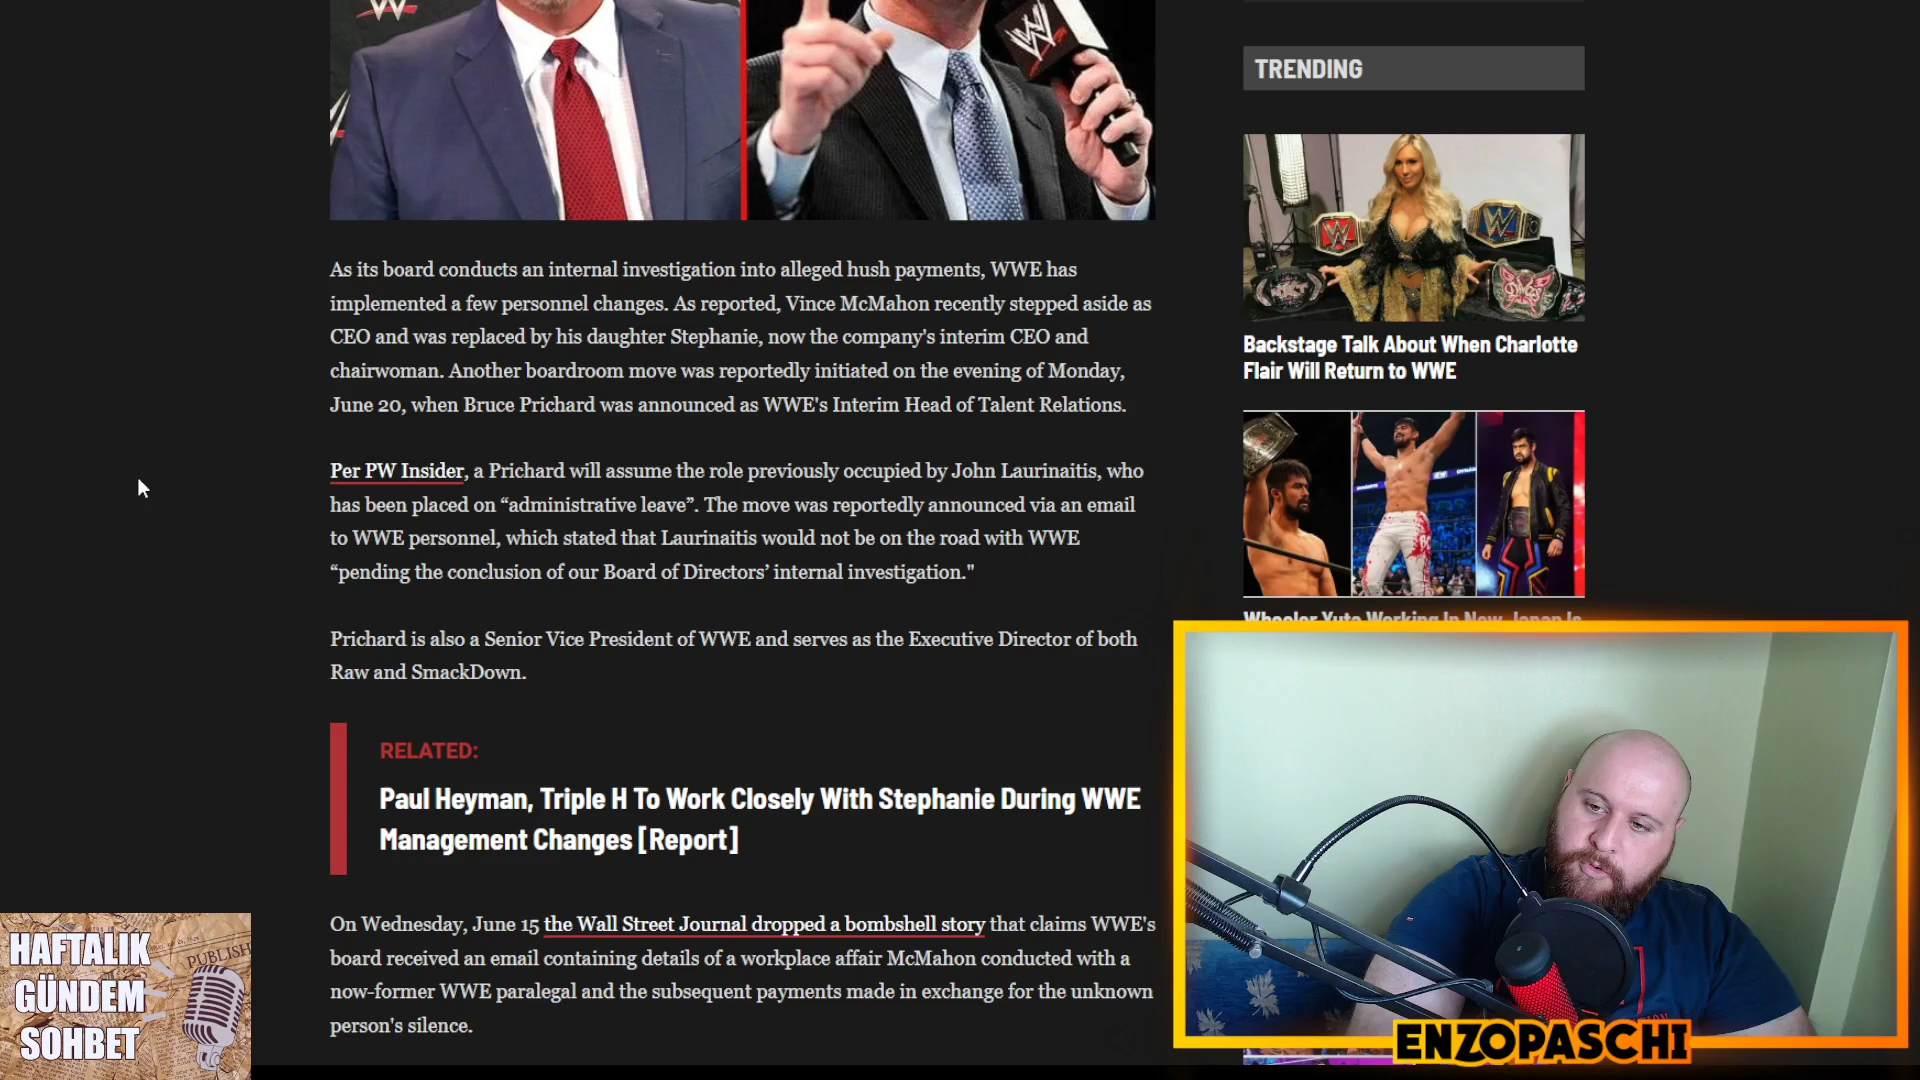 As its board conducts an internal investigation into alleged hush payments, WWE has
implemented a few personnel changes. As reported, Vince McMahon recently stepped aside as
CEO and was replaced by his daughter Stephanie, now the company's interim CEO and
chairwoman. Another boardroom move was reportedly initiated on the evening of Monday,
June 20, when Bruce Prichard was announced as WWE's Interim Head of Talent Relations.
Per PW Insider, a Prichard will assume the role previously occupied by John Laurinaitis, who
has been placed on “administrative leave”. The move was reportedly announced via an email
to WWE personnel, which stated that Laurinaitis would not be on the road with WWE
“pending the conclusion of our Board of Directors’ internal investigation."
Prichard is also a Senior Vice President of WWE and serves as the Executive Director of both
Raw and SmackDown.
RELATED:
Paul Heyman, Triple H To Work Closely With Stephanie During WWE
Management Changes [Report]
On Wednesday, June 15 the Wall Street Journal dropped a bombshell story that claims WWE's
board received an email containing details of a workplace affair McMahon conducted with a
now-former WWE paralegal and the subsequent payments made in exchange for the unknown
person's silence.
TRENDING
Backstage Talk About When Charlotte
Flair Will Return to WWE
Wheeler Yuta Working In New Japan Is
HAFTALIK
GÜNDEM
SOHBET
PUBLISH
ENZOPASCHI